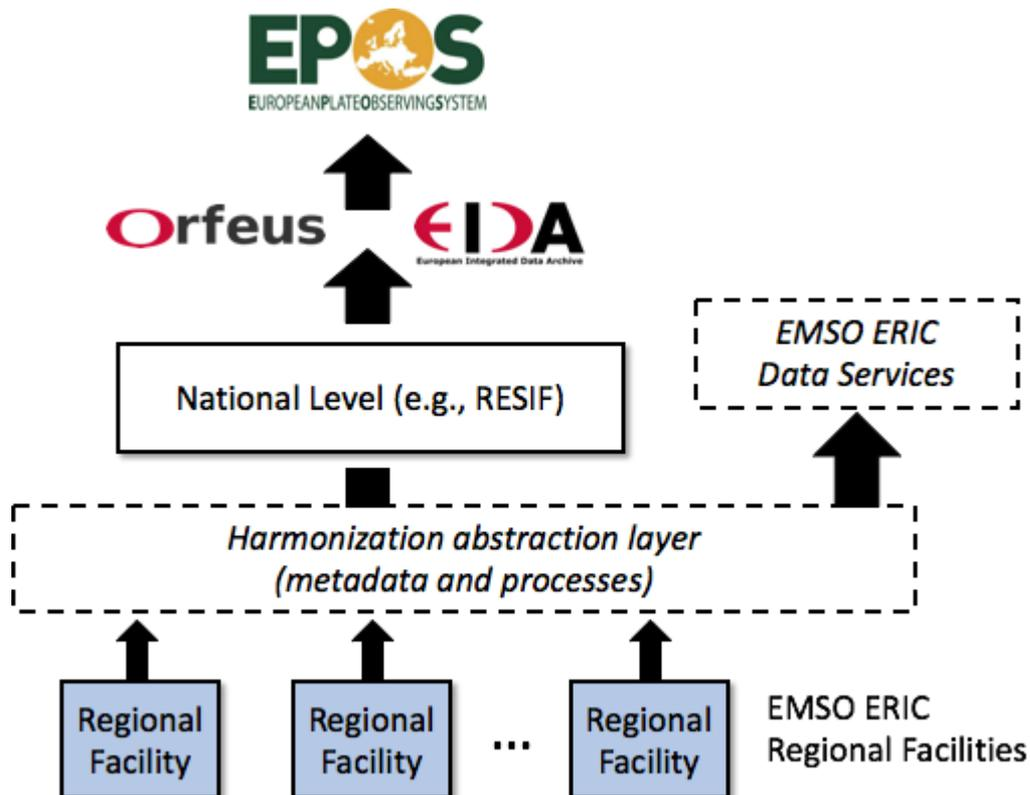 EPOS
EUROPEANPLATEOBSERVINGSYSTEM
Orfeus
EIDA
European Integrated Data Archive
National Level (e.g., RESIF)
EMSO ERIC
Data Services
Harmonization abstraction layer
(metadada and processes)
Regional
Facility
Regional
Facility
...
Regional
Facility
EMSO ERIC
Regional Facilities